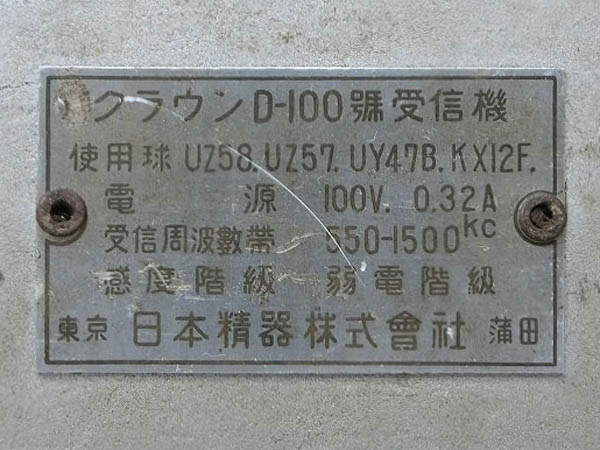 クラウンD-100號受信機
使用球 UZ58. UZ57. UY47B. KX12F.
電源 100V. 0.32A
受信周波數帶 550-1500KC
感度階級 弱電階級
東京 日本精器株式會社 蒲田